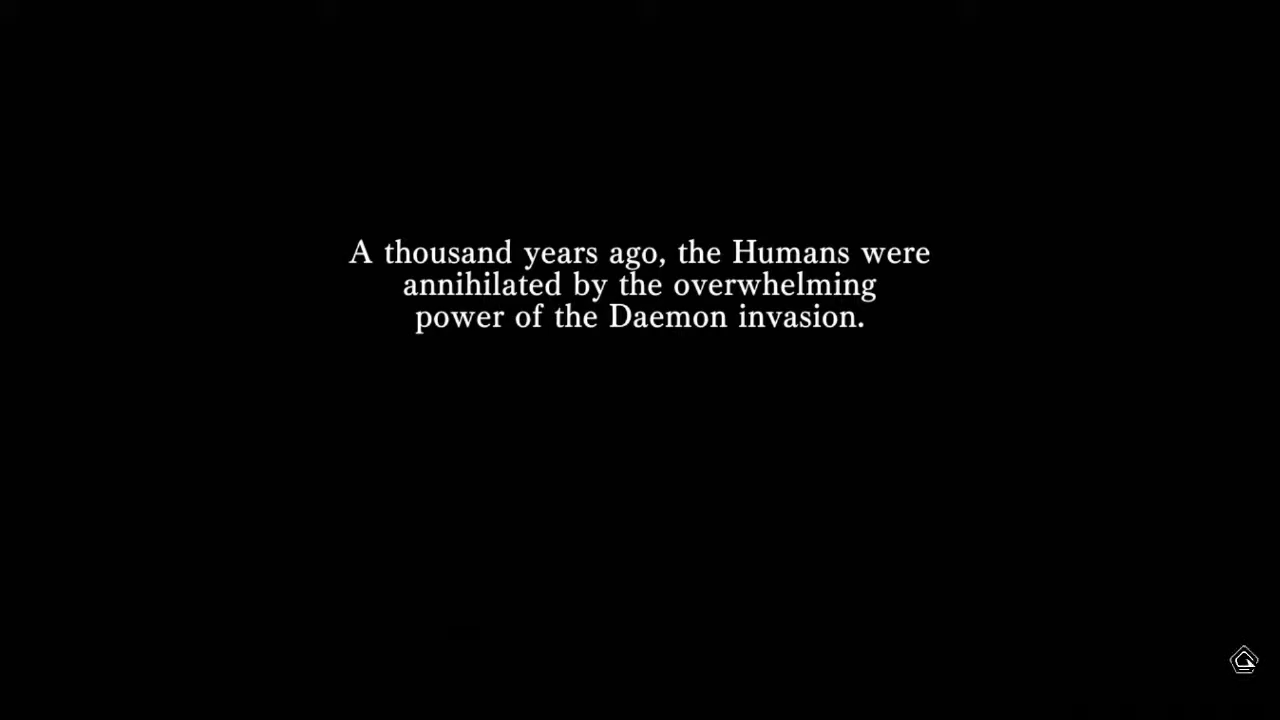 A thousand years ago, the Humans were
annihilated by the overwhelming
power of the Daemon invasion.